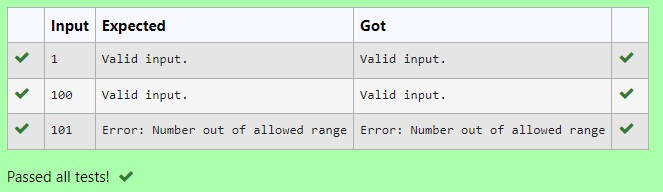 Input Expected Got
1 Valid input. Valid input.
100 Valid input. Valid input.
101 Error: Number out of allowed range Error: Number out of allowed range
Passed all tests!